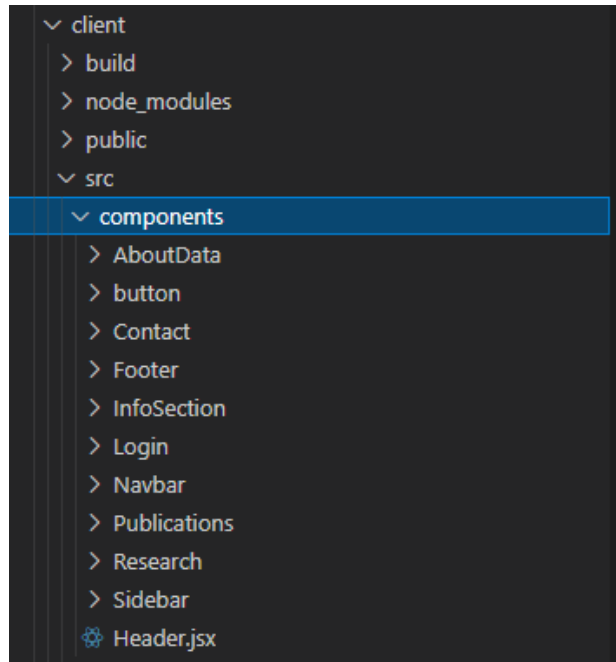 client
build
node_modules
public
src
components
AboutData
button
Contact
Footer
InfoSection
Login
Navbar
Publications
Research
Sidebar
Header.jsx